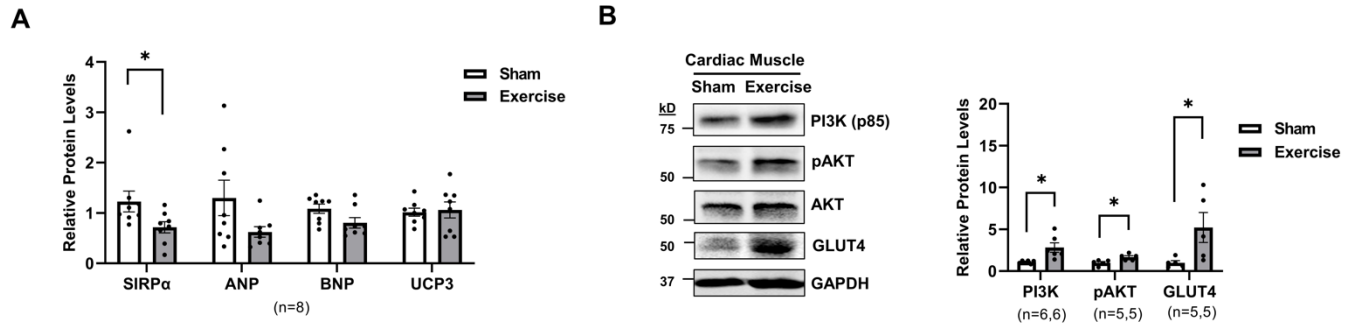 A
Relative Protein Levels
4
3
2
1
0
*
Sham
Exercise
SIRPα
ANP
BNP
UCP3
(n=8)
B
Cardiac Muscle
Sham
Exercise
kD
75
PI3K (p85)
pAKT
50
AKT
50
50
GLUT4
37
GAPDH
Relative Protein Levels
20
15
10
5
0
*
*
*
Sham
Exercise
PI3K
pAKT
GLUT4
(n=6,6)
(n=5,5)
(n=5,5)